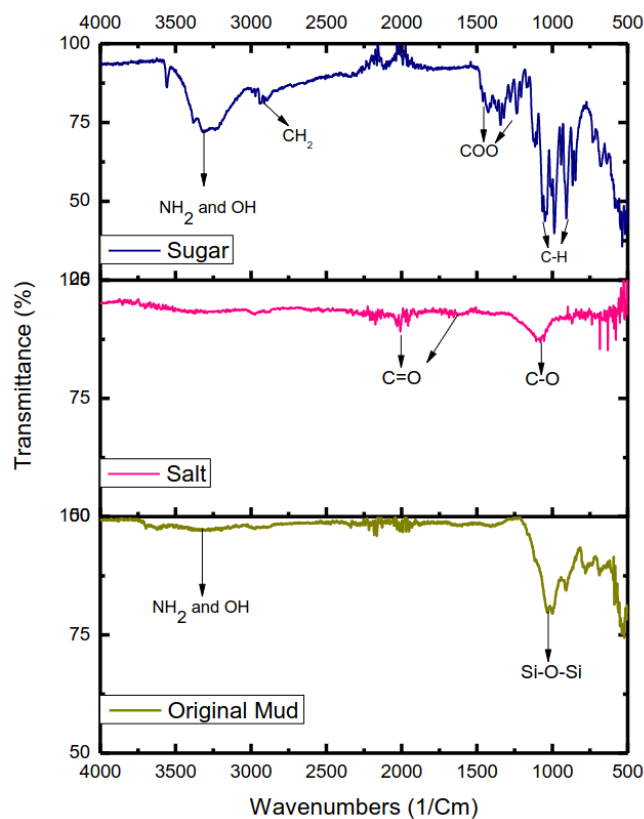 4000 3500 3000 2500 2000 1500 1000 500
100
75
50
CH2
NH2 and OH
COO
C-H
Sugar
100
75
C=O
C-O
Salt
Transmittance (%)
100
75
50
NH2 and OH
Si-O-Si
Original Mud
4000 3500 3000 2500 2000 1500 1000 500
Wavenumbers (1/Cm)